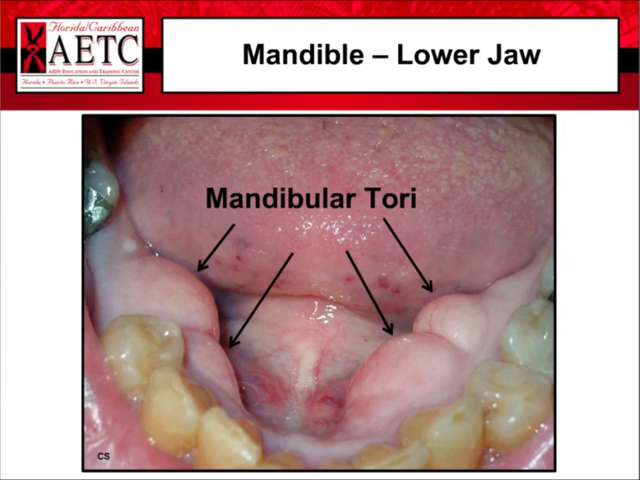 Florida/Caribbean
AETC
AIDS EDUCATION AND TRAINING CENTER
Florida • Puerto Rico • U.S. Virgin Islands
Mandible – Lower Jaw
Mandibular Tori
CS